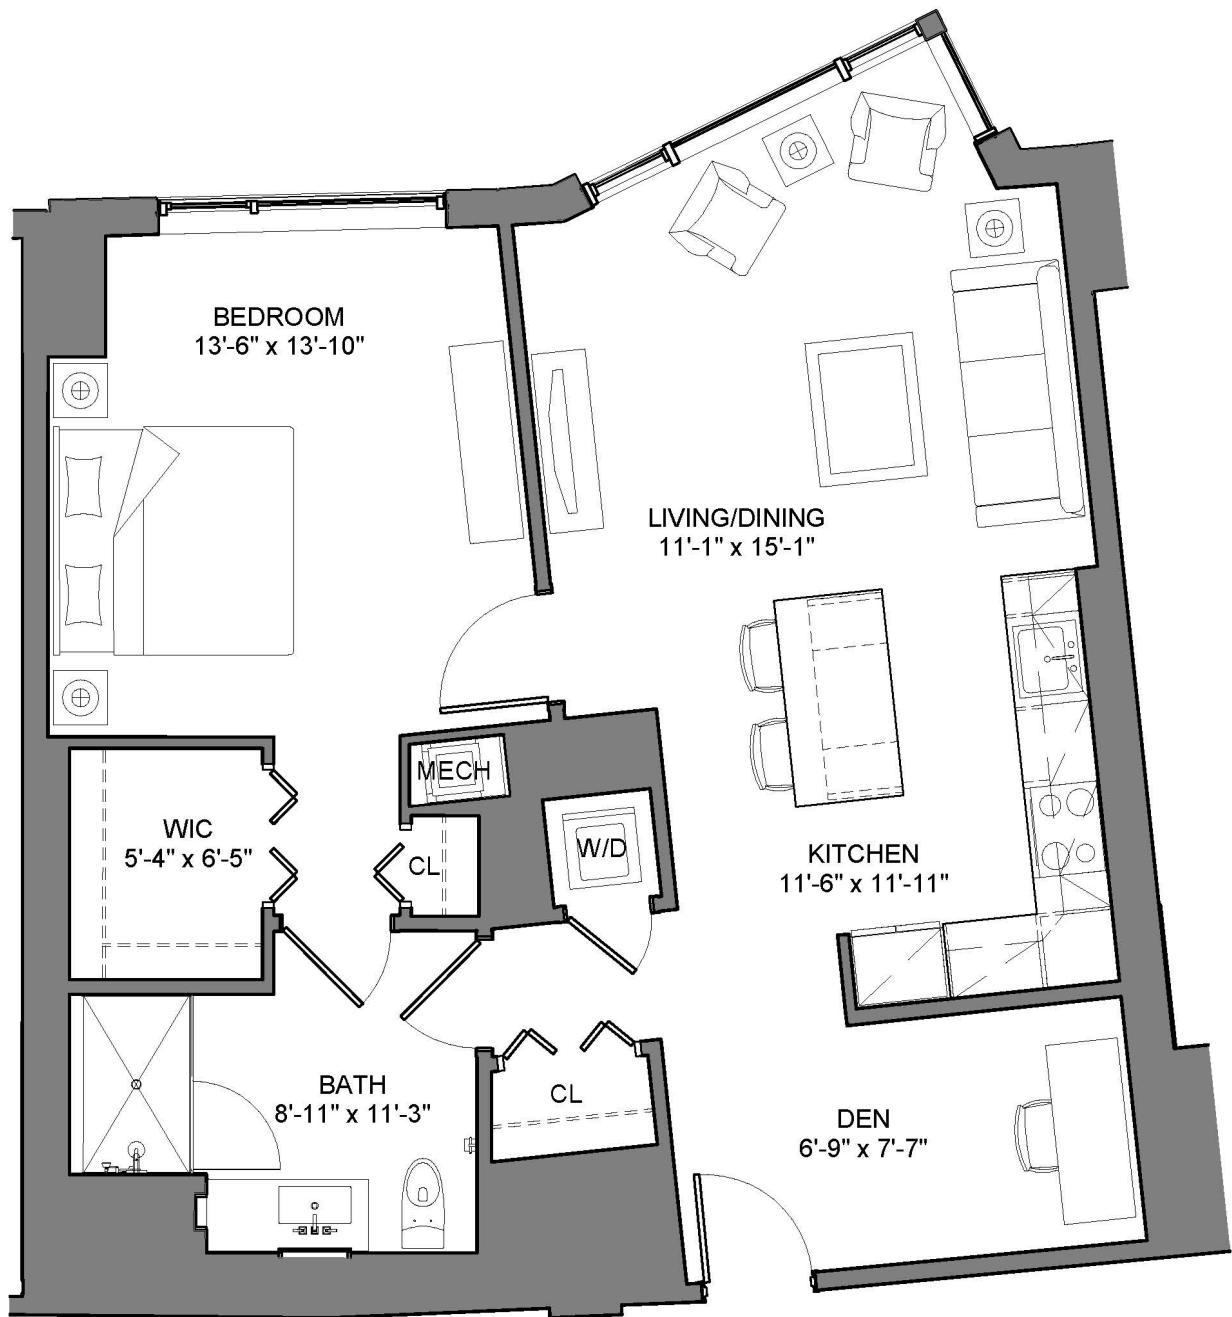 BEDROOM
13'-6" x 13'-10"
LIVING/DINING
11'-1" x 15'-1"
MECH
WIC
5'-4" x 6'-5"
CL
W/D
KITCHEN
11'-6" x 11'-11"
BATH
8'-11" x 11'-3"
CL
DEN
6'-9" x 7'-7"